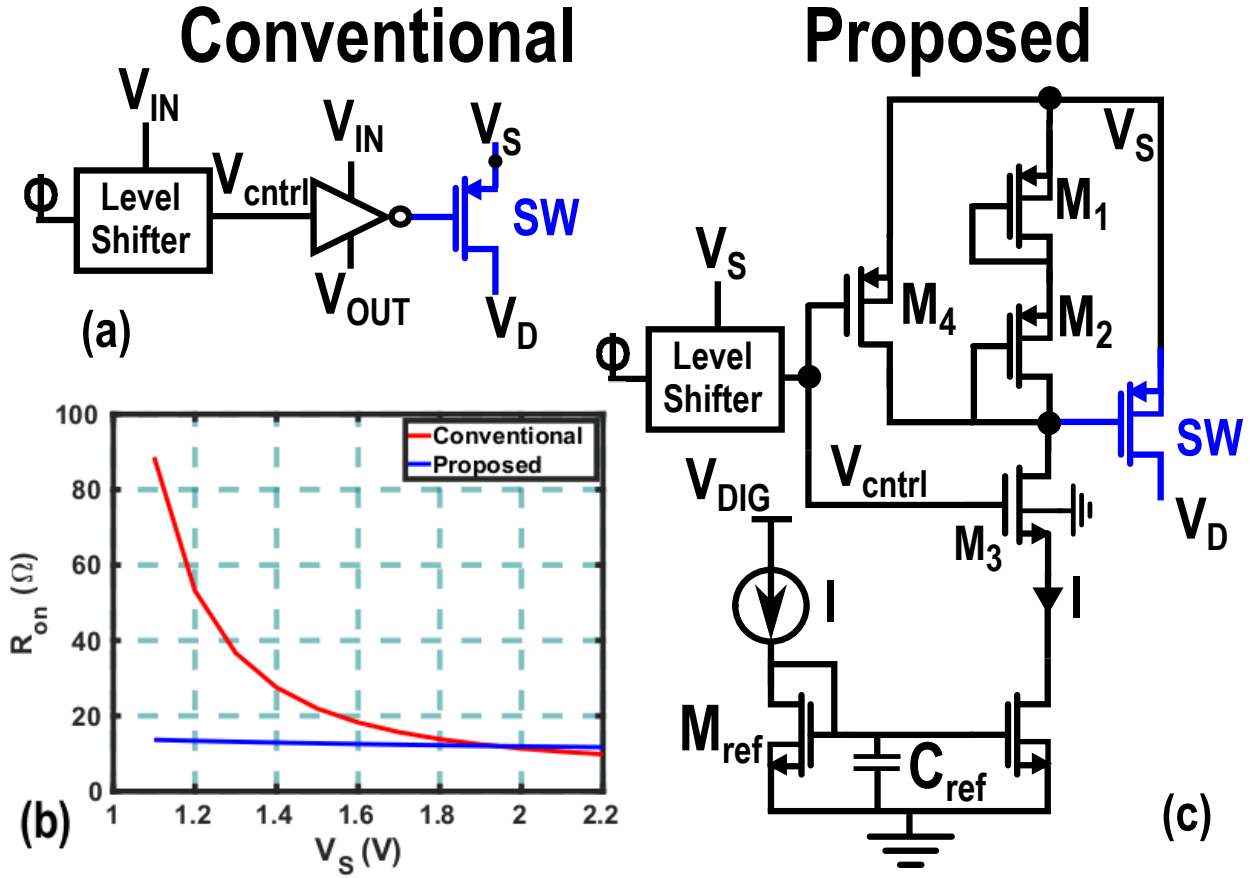 Conventional
V_IN
V_IN
V_S
Φ
Level
Shifter
V_cntrl
SW
V_OUT
V_D
(a)
100
80
60
40
20
0
1
1.2
1.4
1.6
1.8
2
2.2
R_on (Ω)
V_S (V)
Conventional
Proposed
(b)
Proposed
V_S
M_1
V_S
M_4
M_2
Φ
Level
Shifter
SW
V_cntrl
V_DIG
V_D
M_3
I
I
M_ref
C_ref
(c)